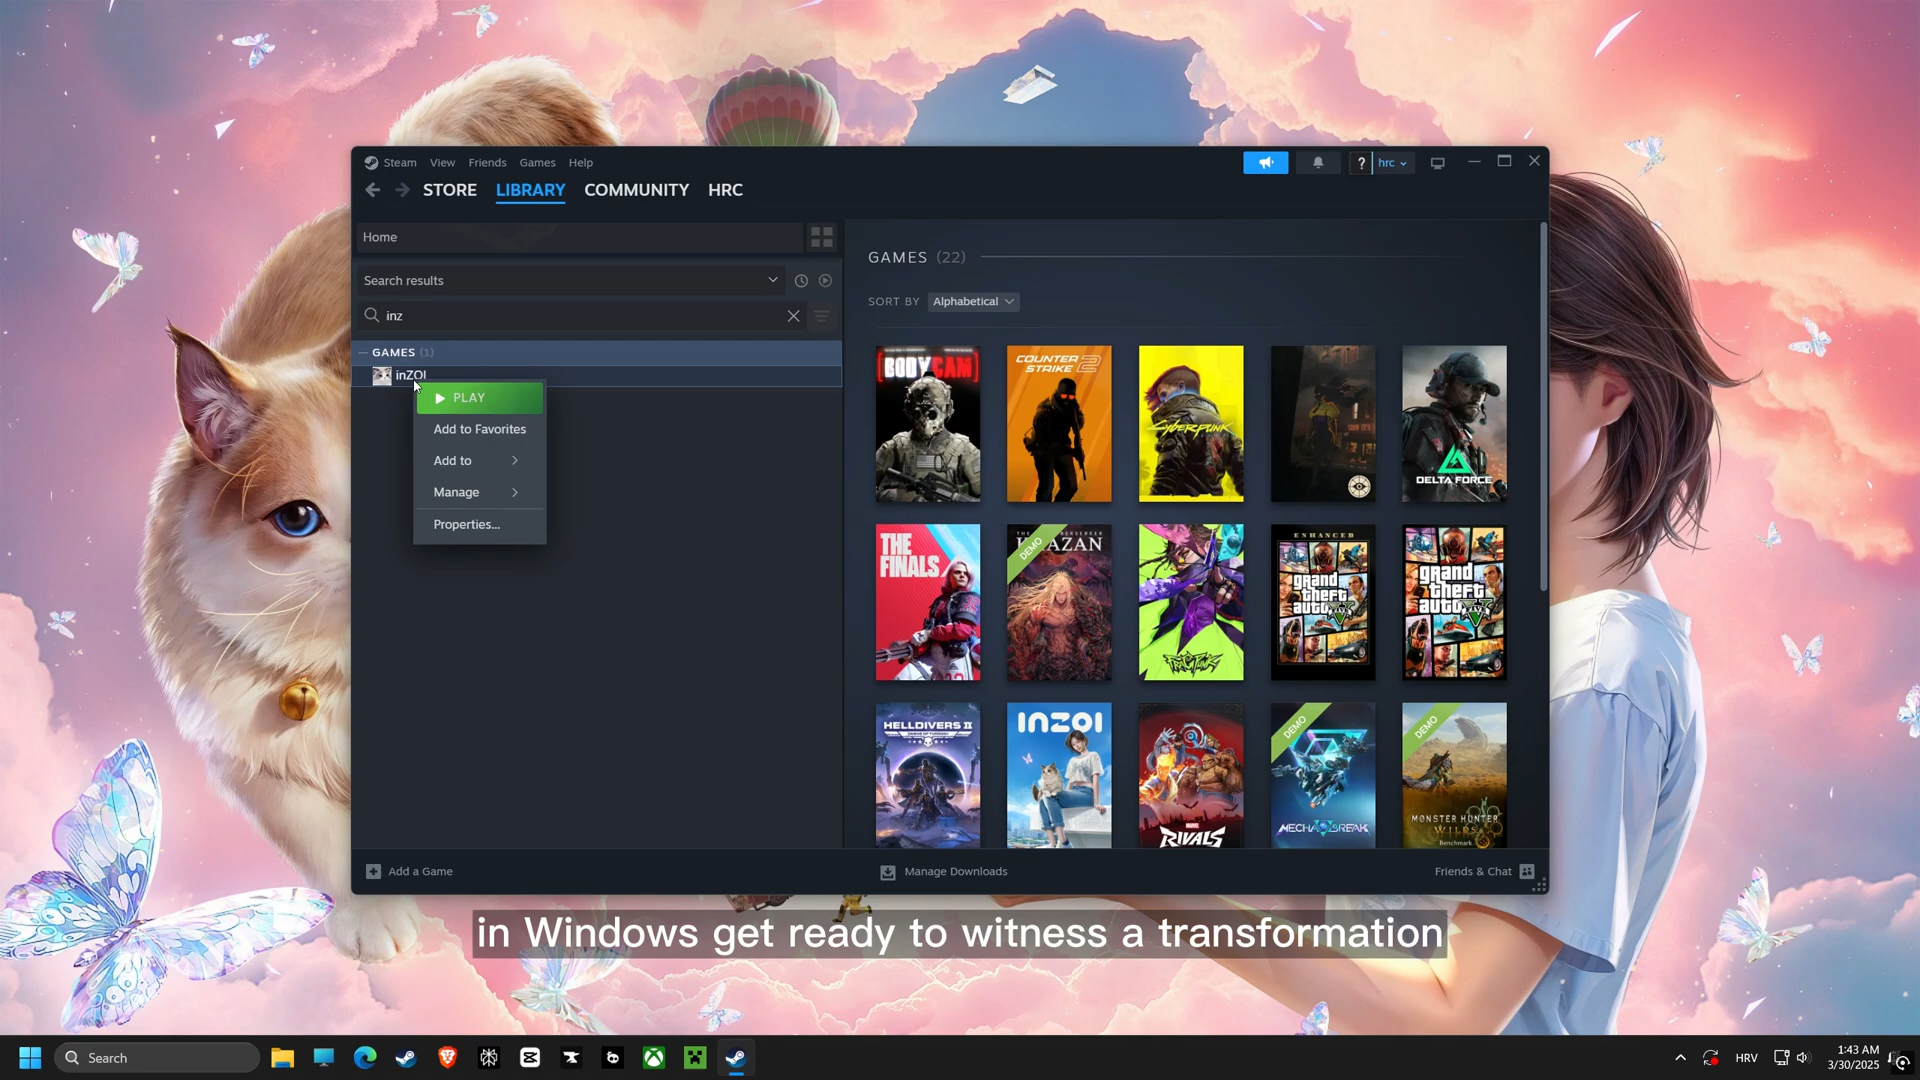 Steam View Friends Games Help
? hrc
STORE LIBRARY COMMUNITY HRC
Home
Search results
inz
GAMES (1)
inZOI
PLAY
Add to Favorites
Add to
Manage
Properties...
GAMES (22)
SORT BY Alphabetical
BODYCAM
COUNTER STRIKE 2
Cyberpunk
DELTA FORCE
THE FINALS
DEMO
KHAZAN
FRAGPUNK
ENHANCED
grand theft auto V
grand theft auto V
HELLDIVERS II
inZOI
MARVEL RIVALS
DEMO
MECHA BREAK
DEMO
MONSTER HUNTER WILDS
Benchmark
Add a Game
Manage Downloads
Friends & Chat
in Windows get ready to witness a transformation
Search
HRV
1:43 AM
3/30/2025